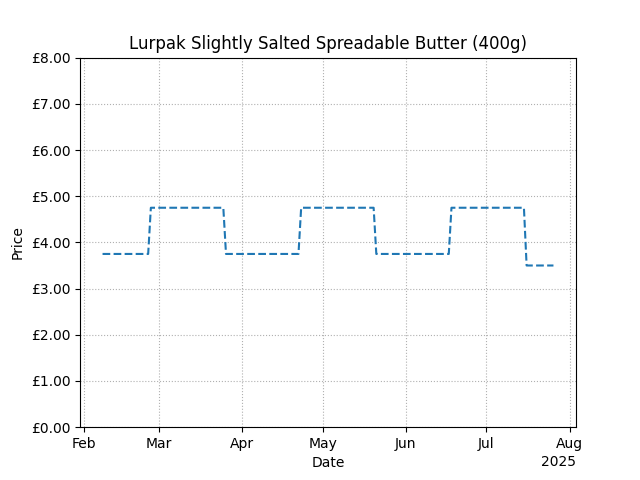 Lurpak Slightly Salted Spreadable Butter (400g)
£8.00
£7.00
£6.00
£5.00
£4.00
£3.00
£2.00
£1.00
£0.00
Price
Feb Mar Apr May Jun Jul Aug
Date
2025